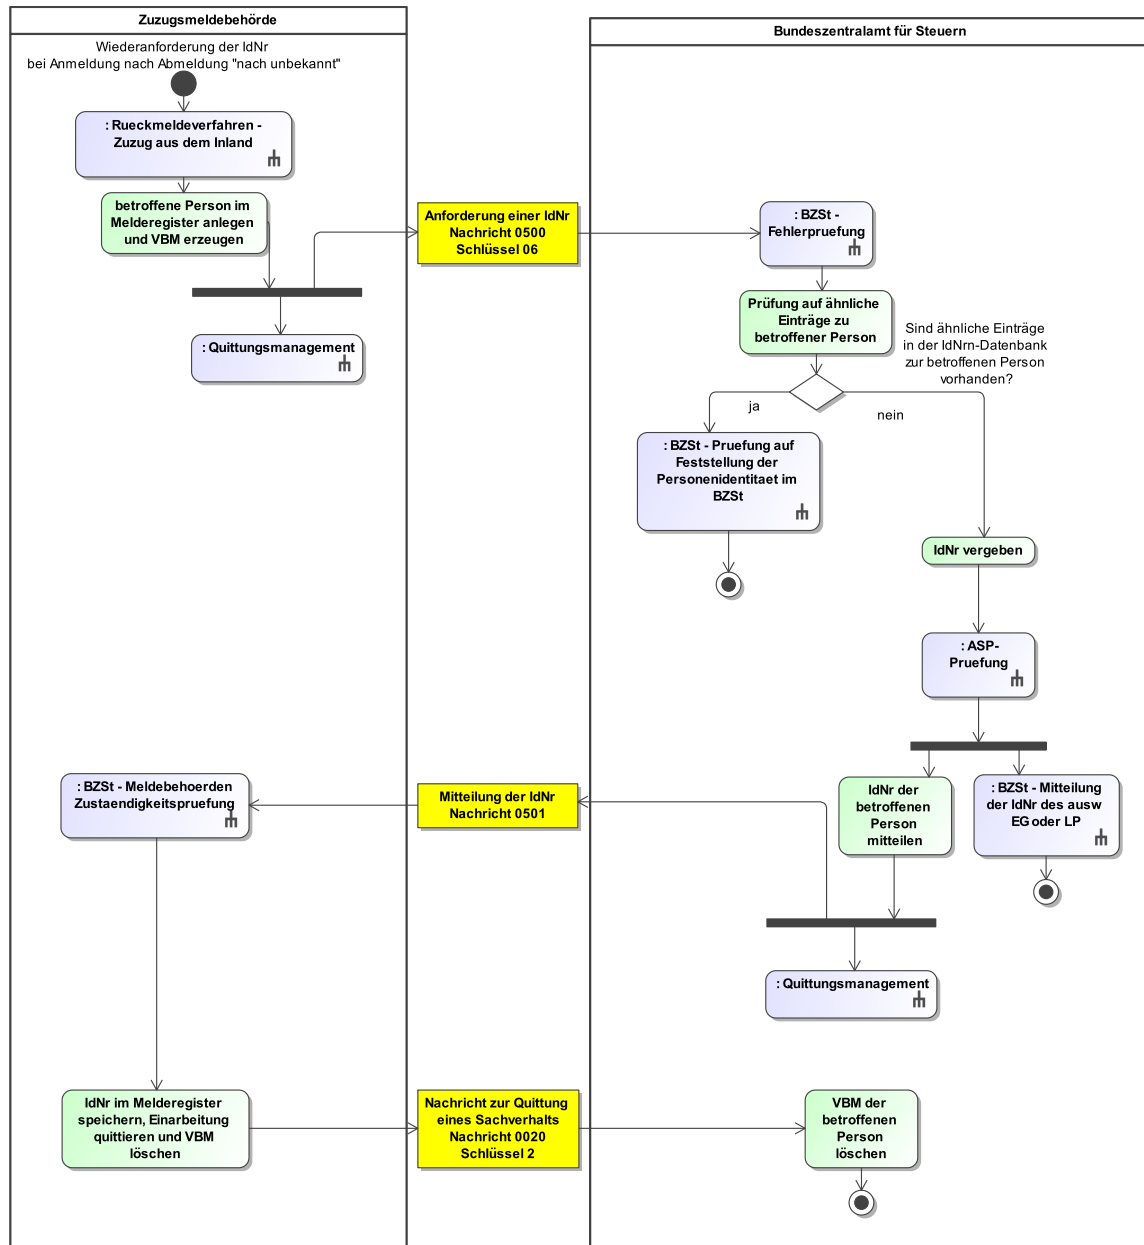 Zuzugsmeldebehörde
Wiederanforderung der IdNr
bei Anmeldung nach Abmeldung "nach unbekannt"
: Rueckmeldeverfahren -
Zuzug aus dem Inland
betroffene Person im
Melderegister anlegen
und VBM erzeugen
: Quittungsmanagement
Anforderung einer IdNr
Nachricht 0500
Schlüssel 06
Bundeszentralamt für Steuern
: BZSt -
Fehlerpruefung
Prüfung auf ähnliche
Einträge zu
betroffener Person
Sind ähnliche Einträge
in der IdNrn-Datenbank
zur betroffenen Person
vorhanden?
ja
nein
: BZSt - Pruefung auf
Feststellung der
Personenidentitaet im
BZSt
IdNr vergeben
: ASP-
Pruefung
IdNr der
betroffenen
Person
mitteilen
: BZSt - Mitteilung
der IdNr des ausw
EG oder LP
: Quittungsmanagement
Mitteilung der IdNr
Nachricht 0501
: BZSt - Meldebehoerden
Zustaendigkeitspruefung
IdNr im Melderegister
speichern, Einarbeitung
quittieren und VBM
löschen
Nachricht zur Quittung
eines Sachverhalts
Nachricht 0020
Schlüssel 2
VBM der
betroffenen
Person
löschen